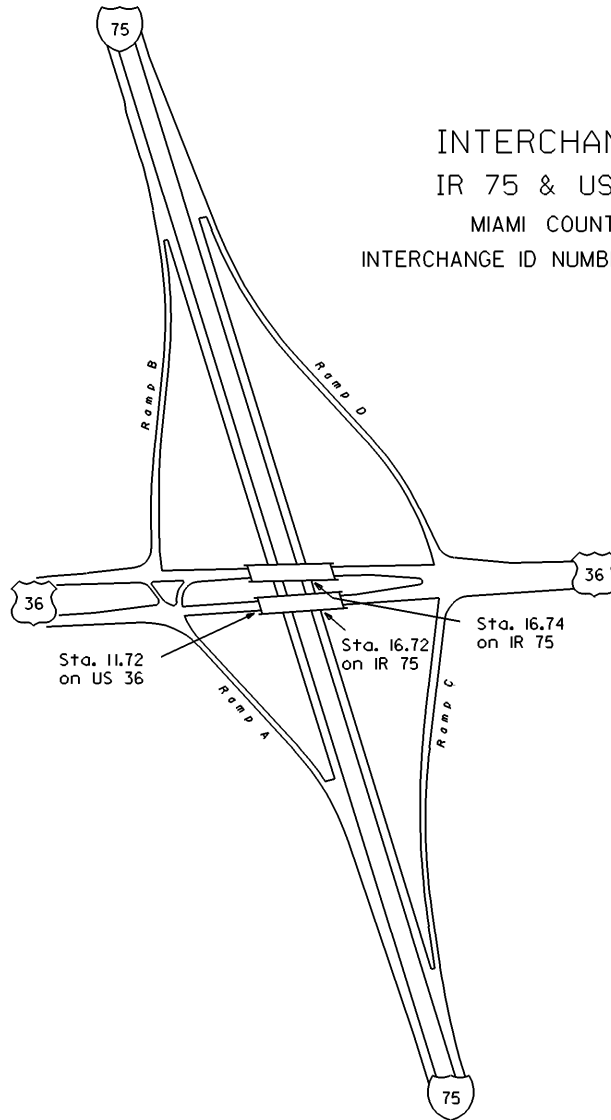 75
INTERCHAN
IR 75 & US
MIAMI COUNT
INTERCHANGE ID NUMB
Ramp B
Ramp D
36
36
Sta. 11.72
on US 36
Sta. 16.72
on IR 75
Sta. 16.74
on IR 75
Ramp A
Ramp C
75